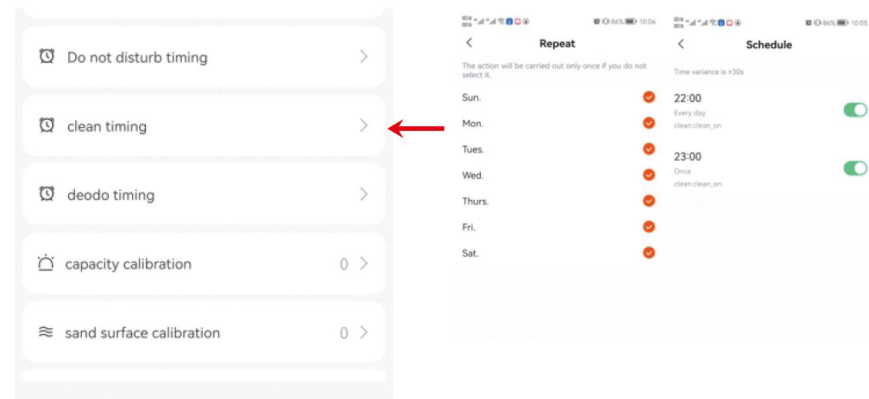 Do not disturb timing
clean timing
deodo timing
capacity calibration 0
sand surface calibration 0
86% 10:04
Repeat
The action will be carried out only once if you do not
select it.
Sun.
Mon.
Tues.
Wed.
Thurs.
Fri.
Sat.
86% 10:05
Schedule
Time variance is ±30s
22:00
Every day
clean:clean_on
23:00
Once
clean:clean_on